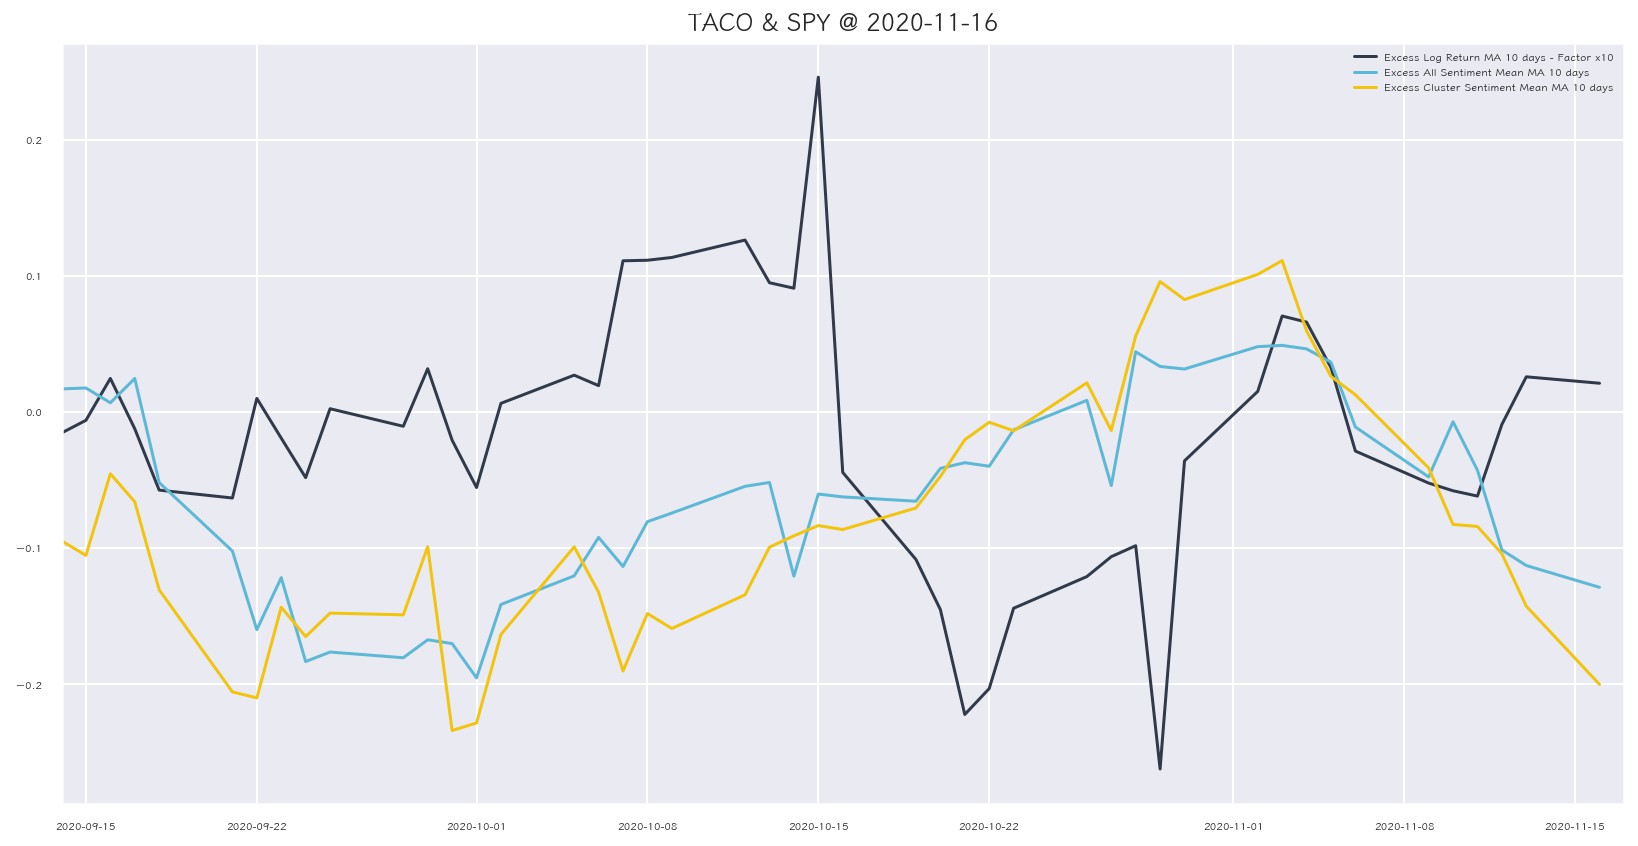 TACO & SPY @ 2020-11-16
Excess Log Return MA 10 days - Factor x10
Excess All Sentiment Mean MA 10 days
Excess Cluster Sentiment Mean MA 10 days
0.2
0.1
0.0
−0.1
−0.2
2020-09-15 2020-09-22 2020-10-01 2020-10-08 2020-10-15 2020-10-22 2020-11-01 2020-11-08 2020-11-15